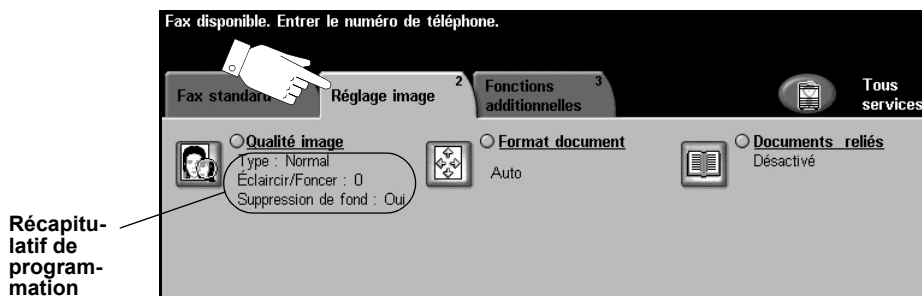 Fax disponible. Entrer le numéro de téléphone.
Fax standard
Réglage image 2
Fonctions 3
additionnelles
Tous
services
Qualité image
Type : Normal
Éclaircir/Foncer : 0
Suppression de fond : Oui
Format document
Auto
Documents reliés
Désactivé
Récapitu-
latif de
program-
mation